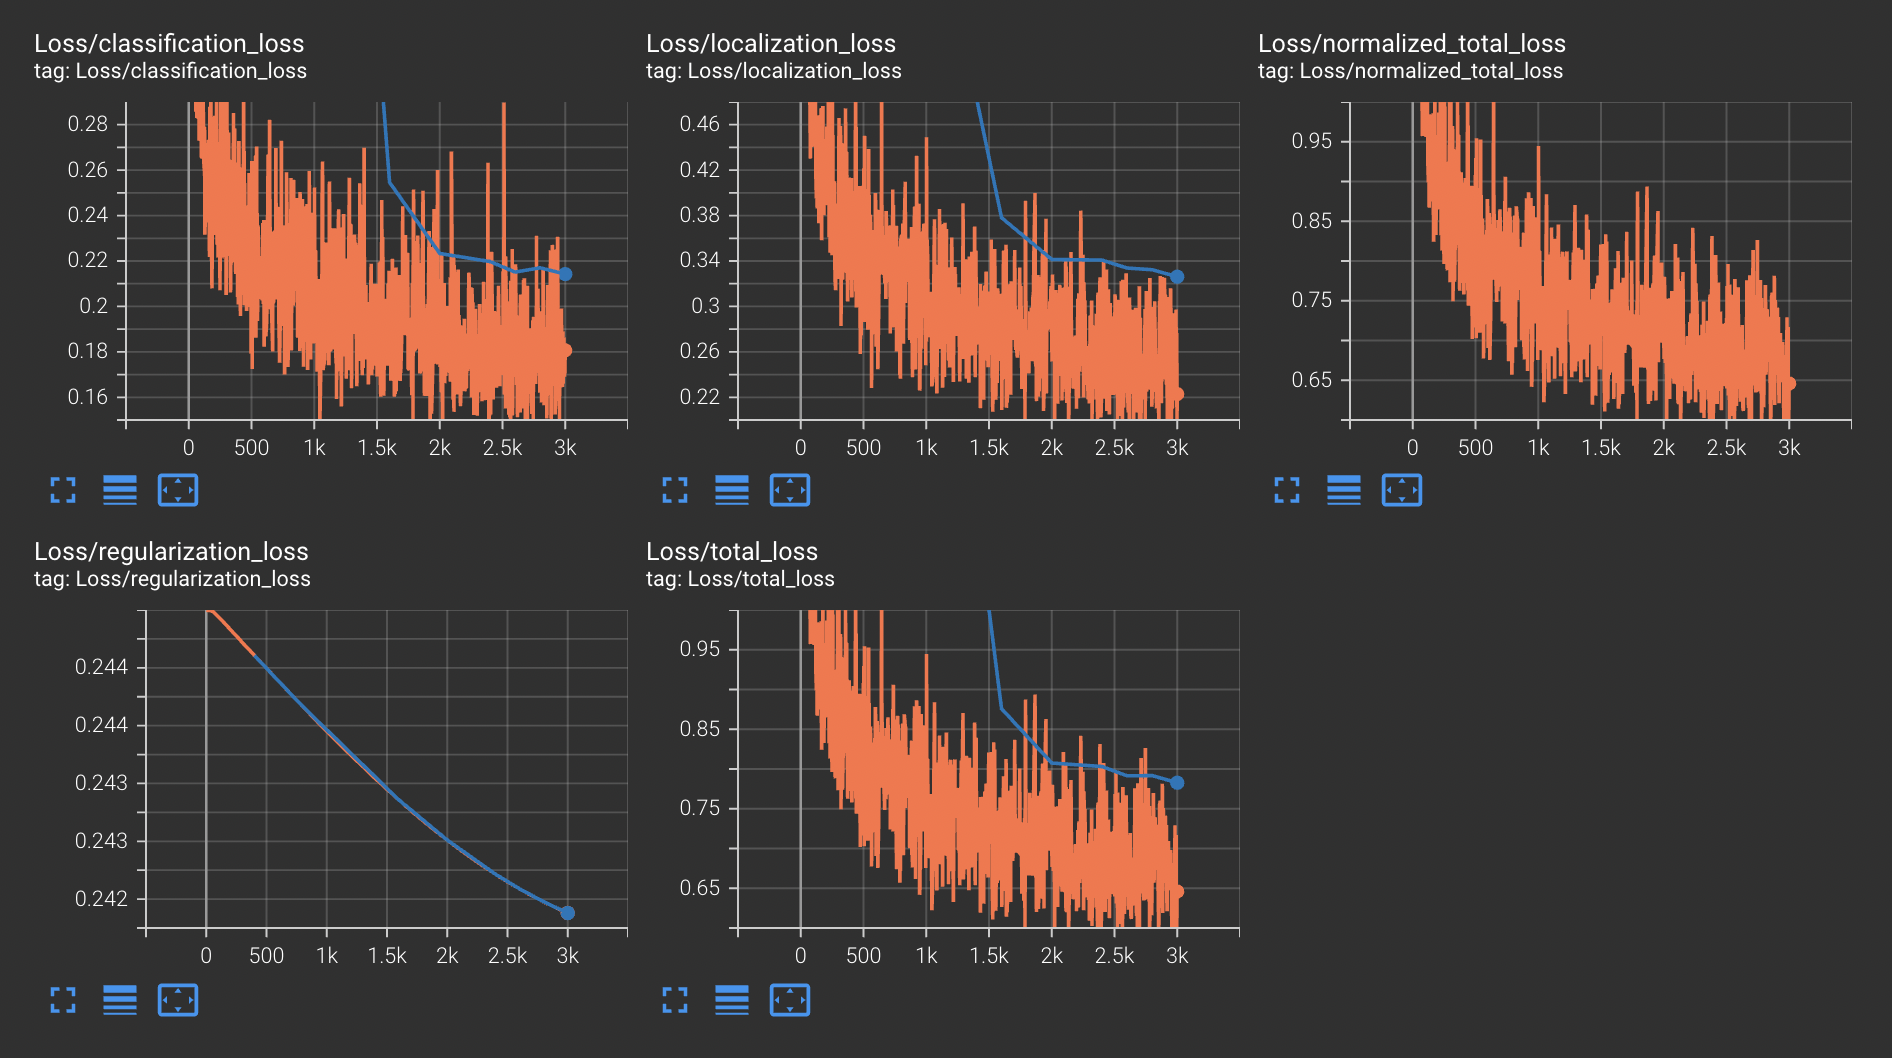 Loss/classification_loss
tag: Loss/classification_loss
0.28
0.26
0.24
0.22
0.2
0.18
0.16
0 500 1k 1.5k 2k 2.5k 3k
Loss/localization_loss
tag: Loss/localization_loss
0.46
0.42
0.38
0.34
0.3
0.26
0.22
0 500 1k 1.5k 2k 2.5k 3k
Loss/normalized_total_loss
tag: Loss/normalized_total_loss
0.95
0.85
0.75
0.65
0 500 1k 1.5k 2k 2.5k 3k
Loss/regularization_loss
tag: Loss/regularization_loss
0.244
0.244
0.243
0.243
0.242
0 500 1k 1.5k 2k 2.5k 3k
Loss/total_loss
tag: Loss/total_loss
0.95
0.85
0.75
0.65
0 500 1k 1.5k 2k 2.5k 3k